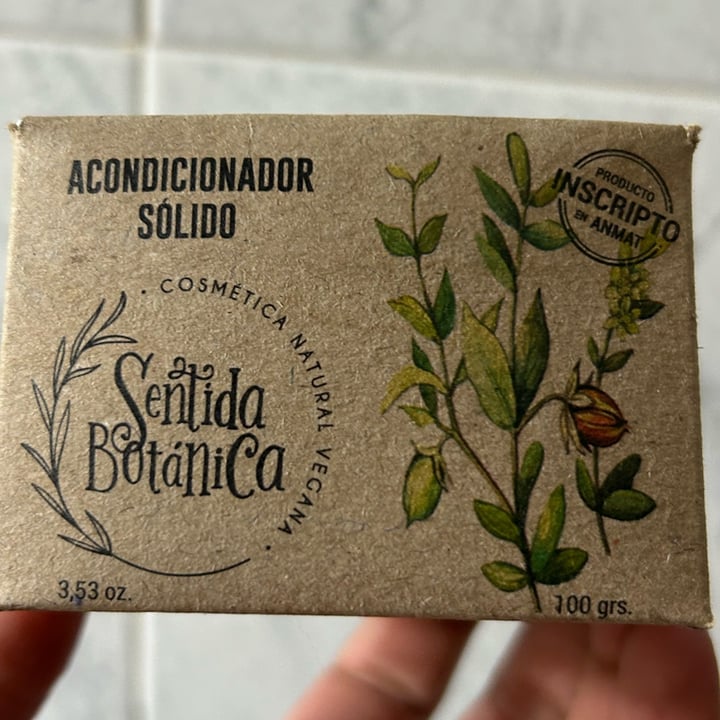 ACONDICIONADOR
SÓLIDO
PRODUCTO
INSCRIPTO
EN ANMAT
· COSMÉTICA NATURAL VEGANA ·
Sentida
Botánica
3,53 oz.
100 grs.